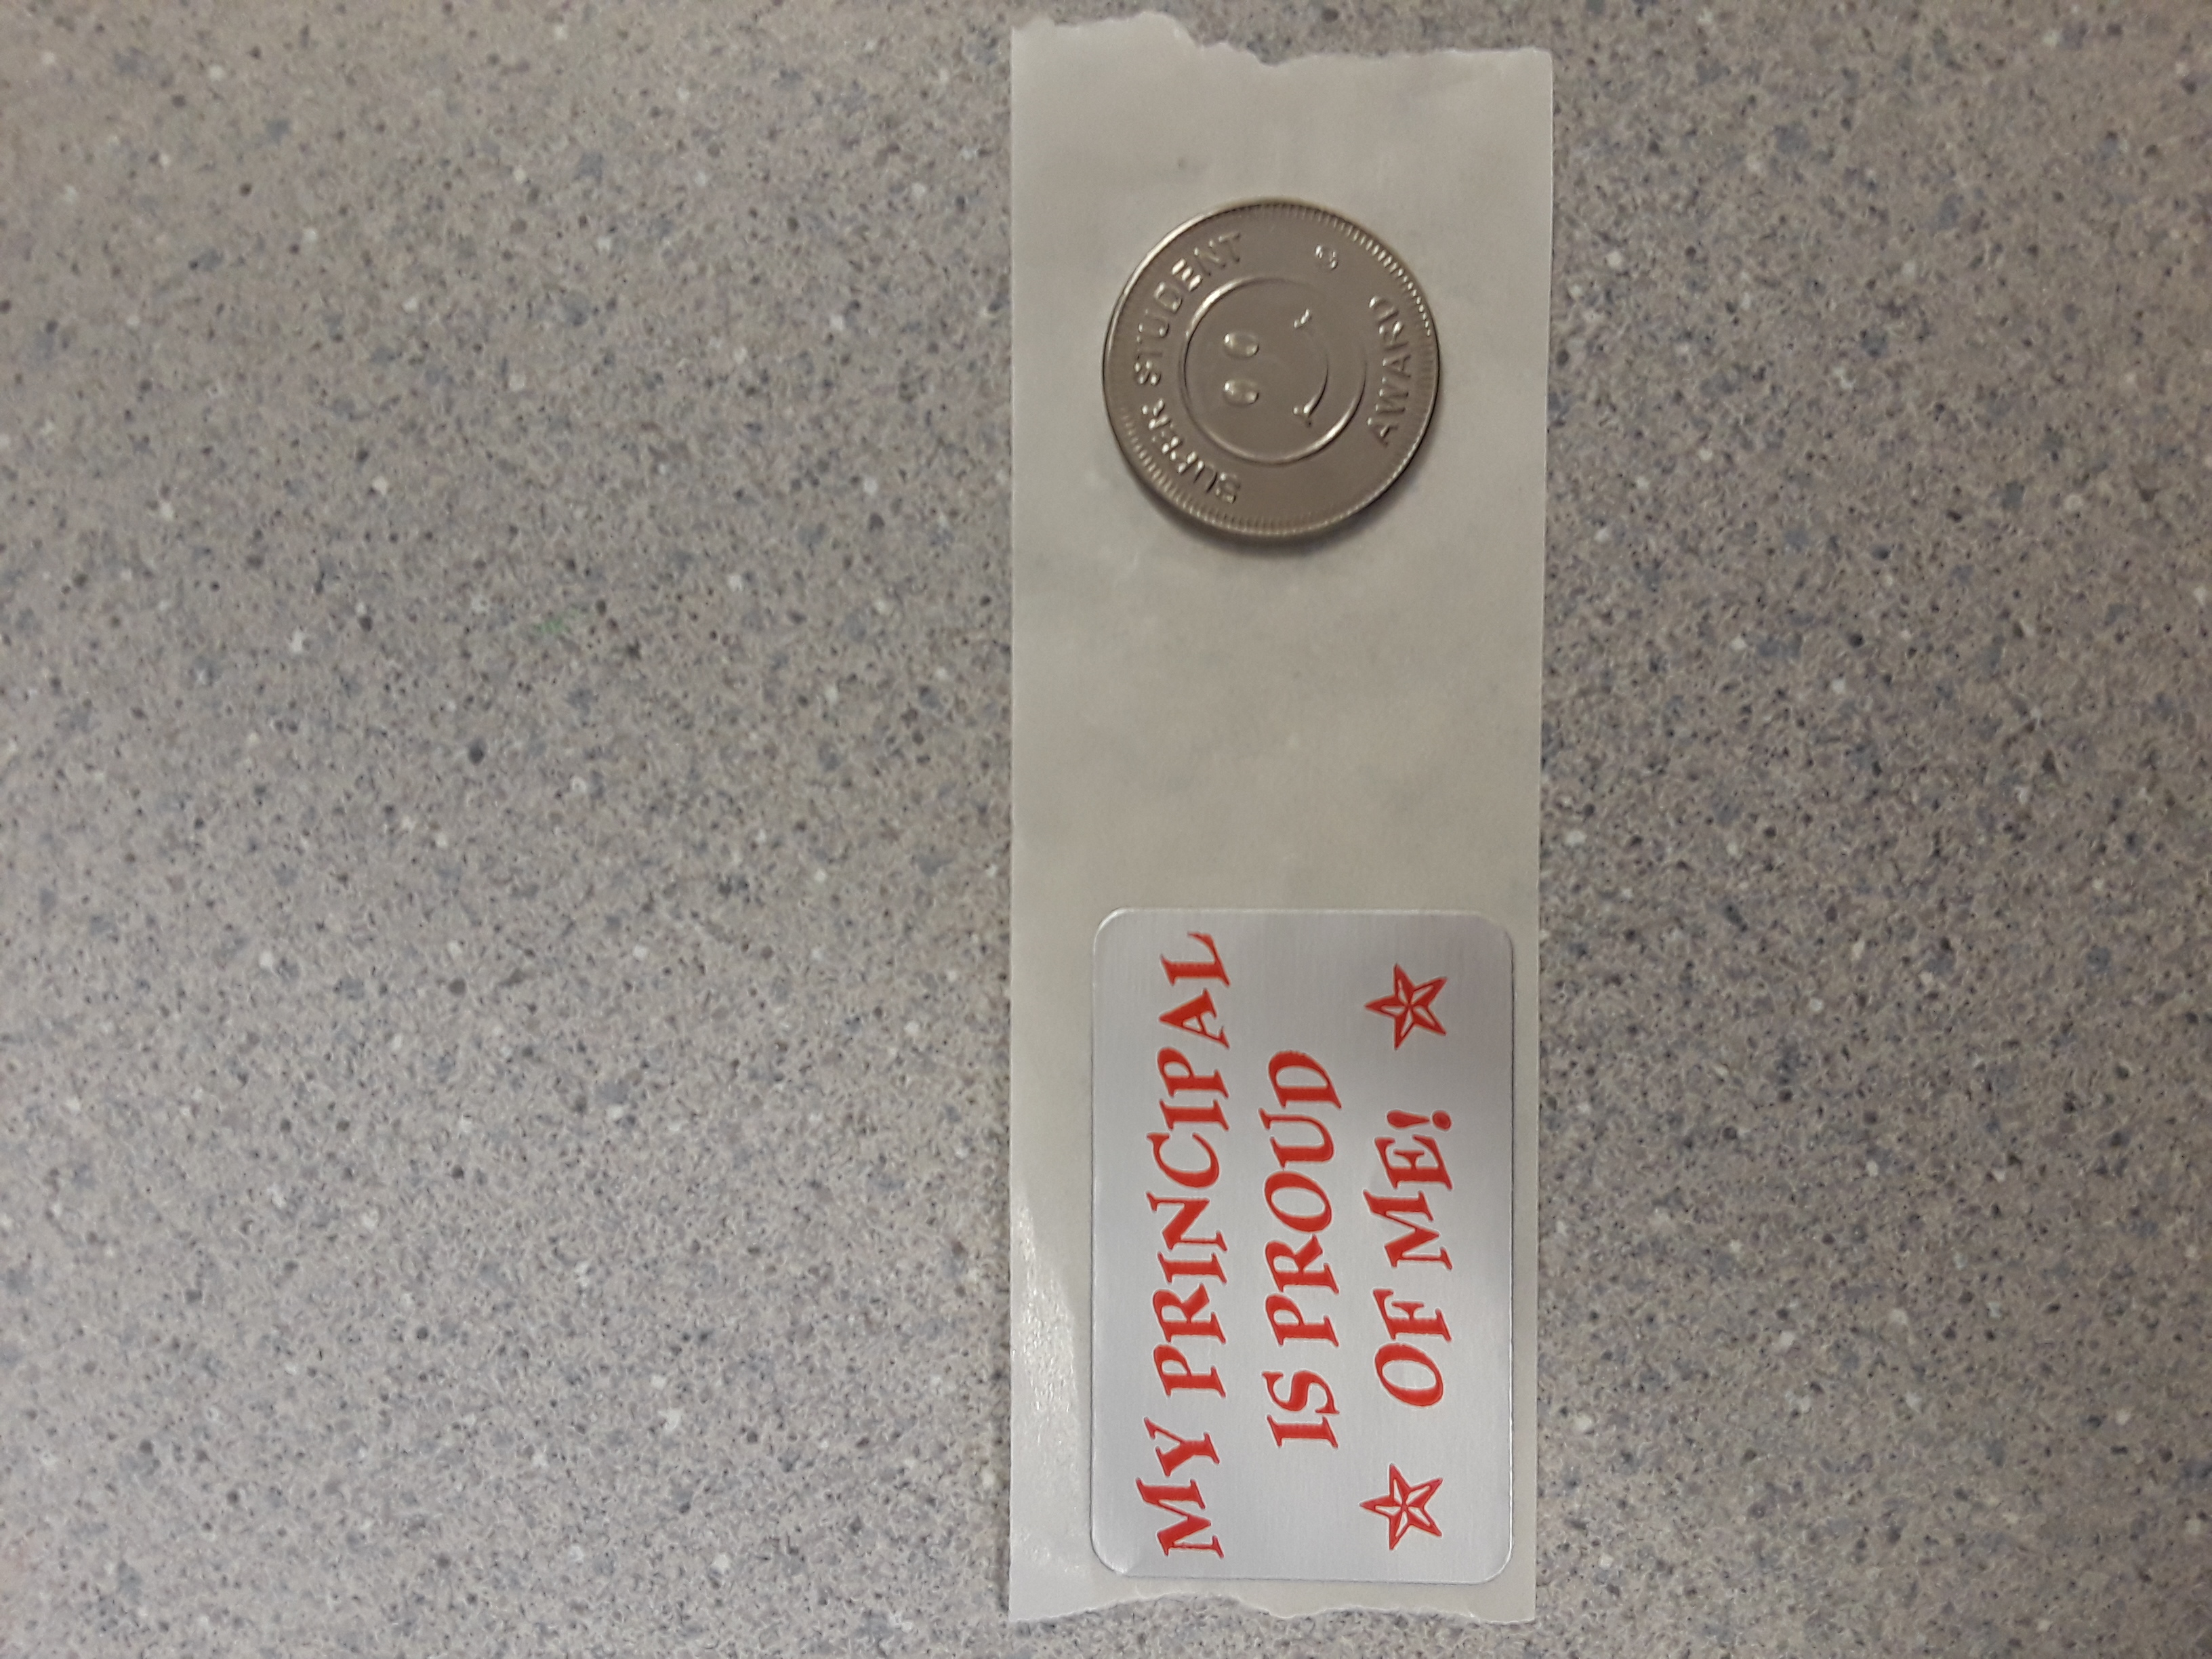 MY PRINCIPAL
IS PROUD
OF ME!
SUPER STUDENT
AWARD